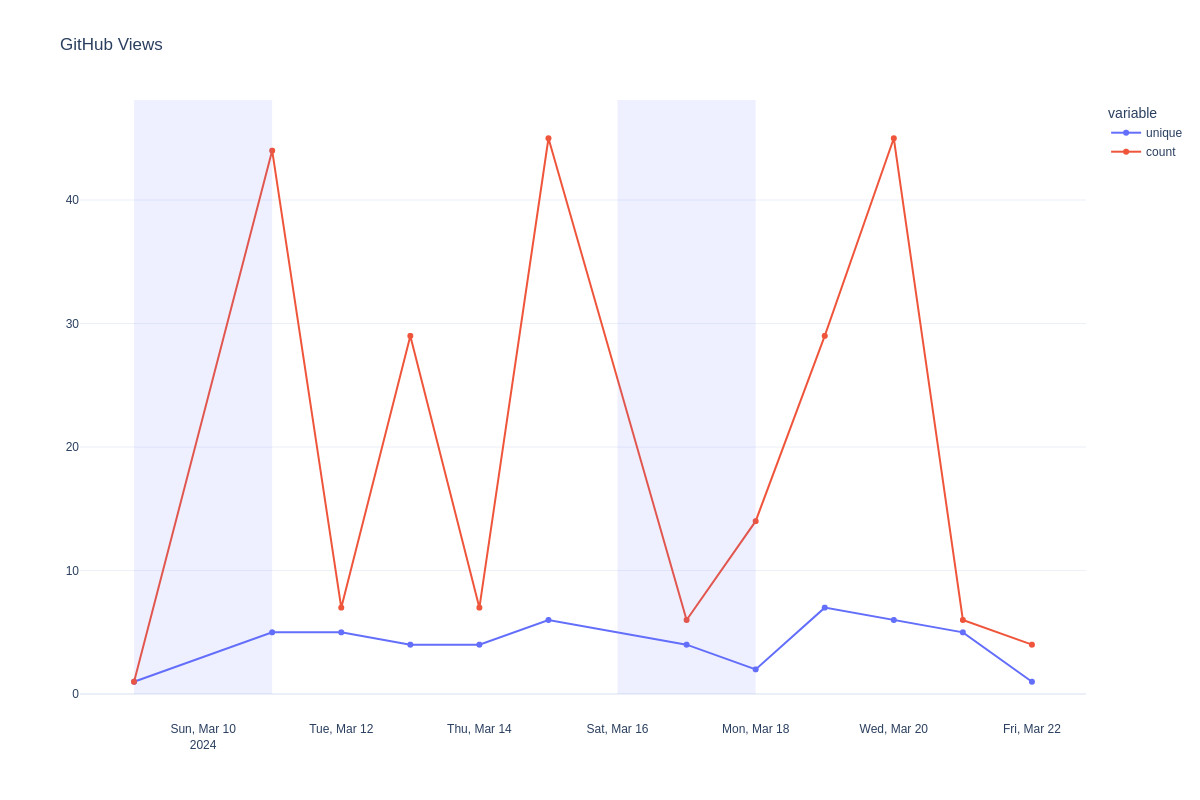 GitHub Views
variable
unique
count
40
30
20
10
0
Sun, Mar 10
2024
Tue, Mar 12
Thu, Mar 14
Sat, Mar 16
Mon, Mar 18
Wed, Mar 20
Fri, Mar 22